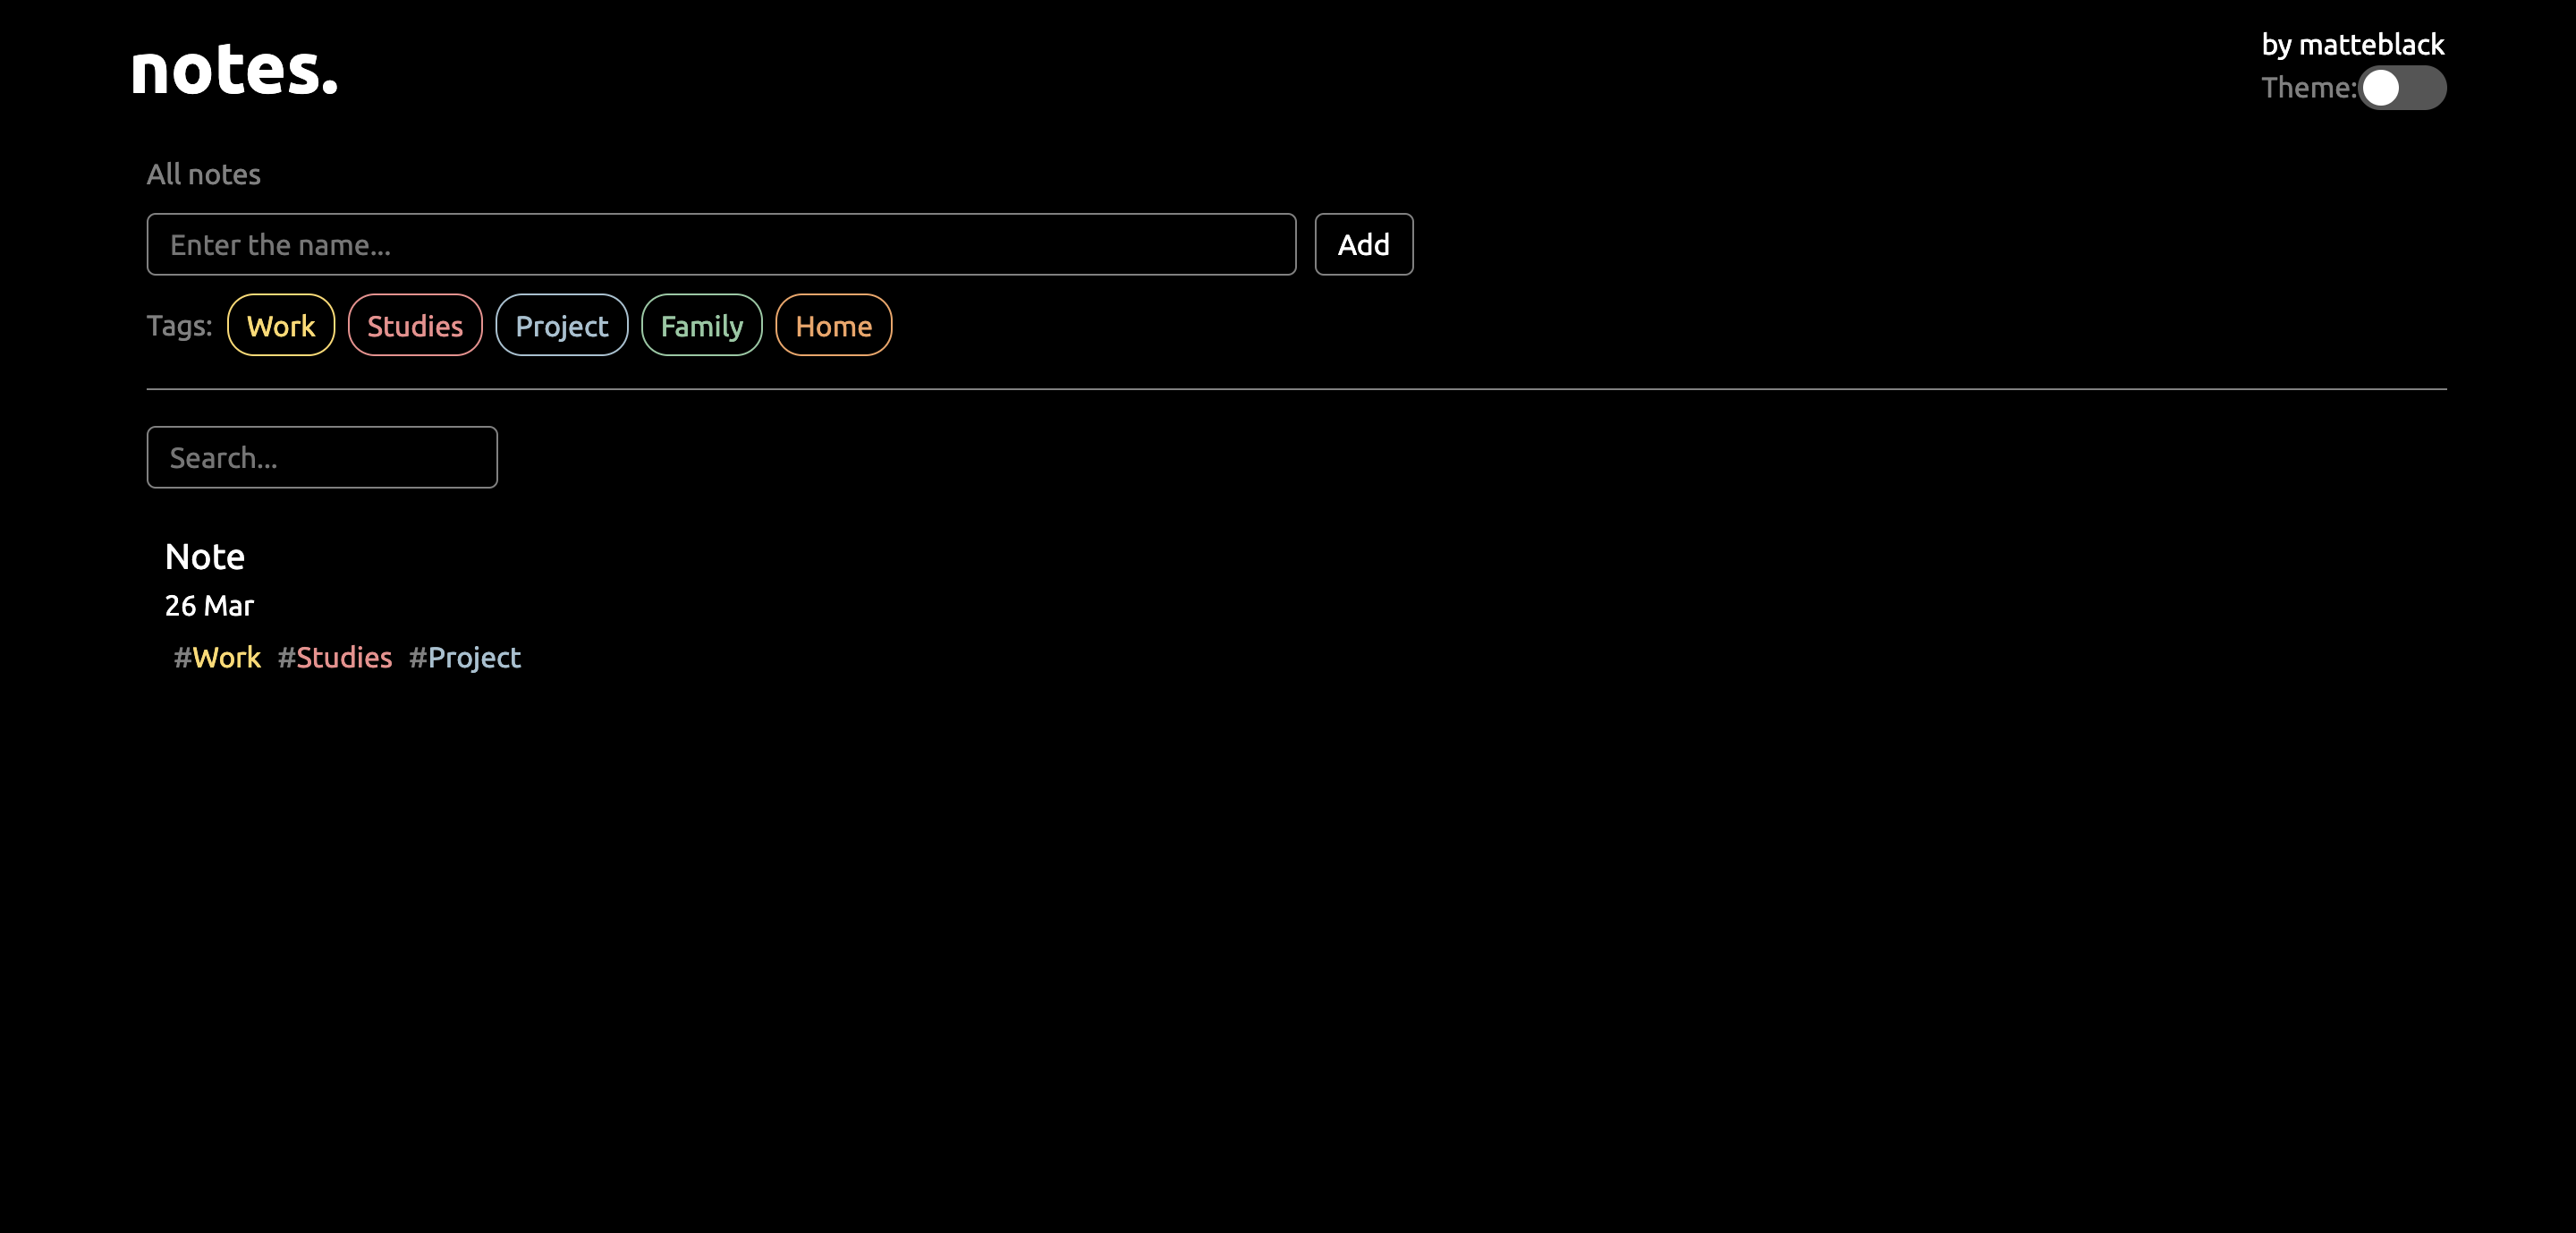 notes.
by matteblack
Theme:
All notes
Enter the name...
Add
Tags: Work Studies Project Family Home
Search...
Note
26 Mar
#Work #Studies #Project